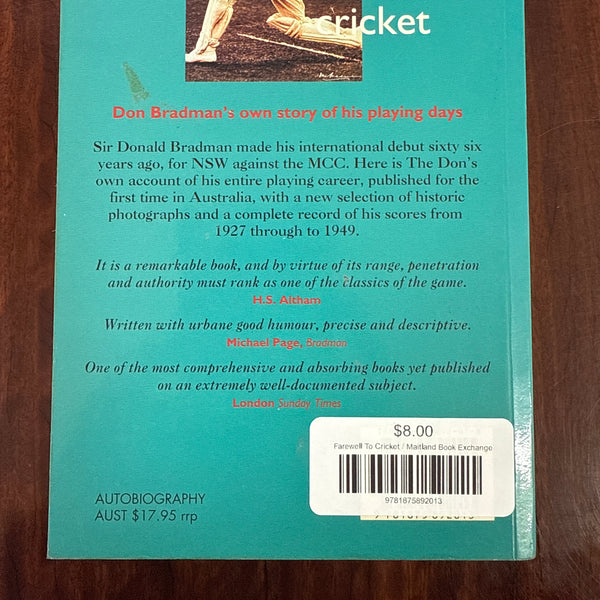 cricket
Don Bradman's own story of his playing days
Sir Donald Bradman made his international debut sixty six
years ago, for NSW against the MCC. Here is The Don's
own account of his entire playing career, published for the
first time in Australia, with a new selection of historic
photographs and a complete record of his scores from
1927 through to 1949.
It is a remarkable book, and by virtue of its range, penetration
and authority must rank as one of the classics of the game.
H.S. Altham
Written with urbane good humour, precise and descriptive.
Michael Page, Bradman
One of the most comprehensive and absorbing books yet published
on an extremely well-documented subject.
London Sunday Times
$8.00
Farewell To Cricket / Maitland Book Exchange
9781875892013
AUTOBIOGRAPHY
AUST $17.95 rrp